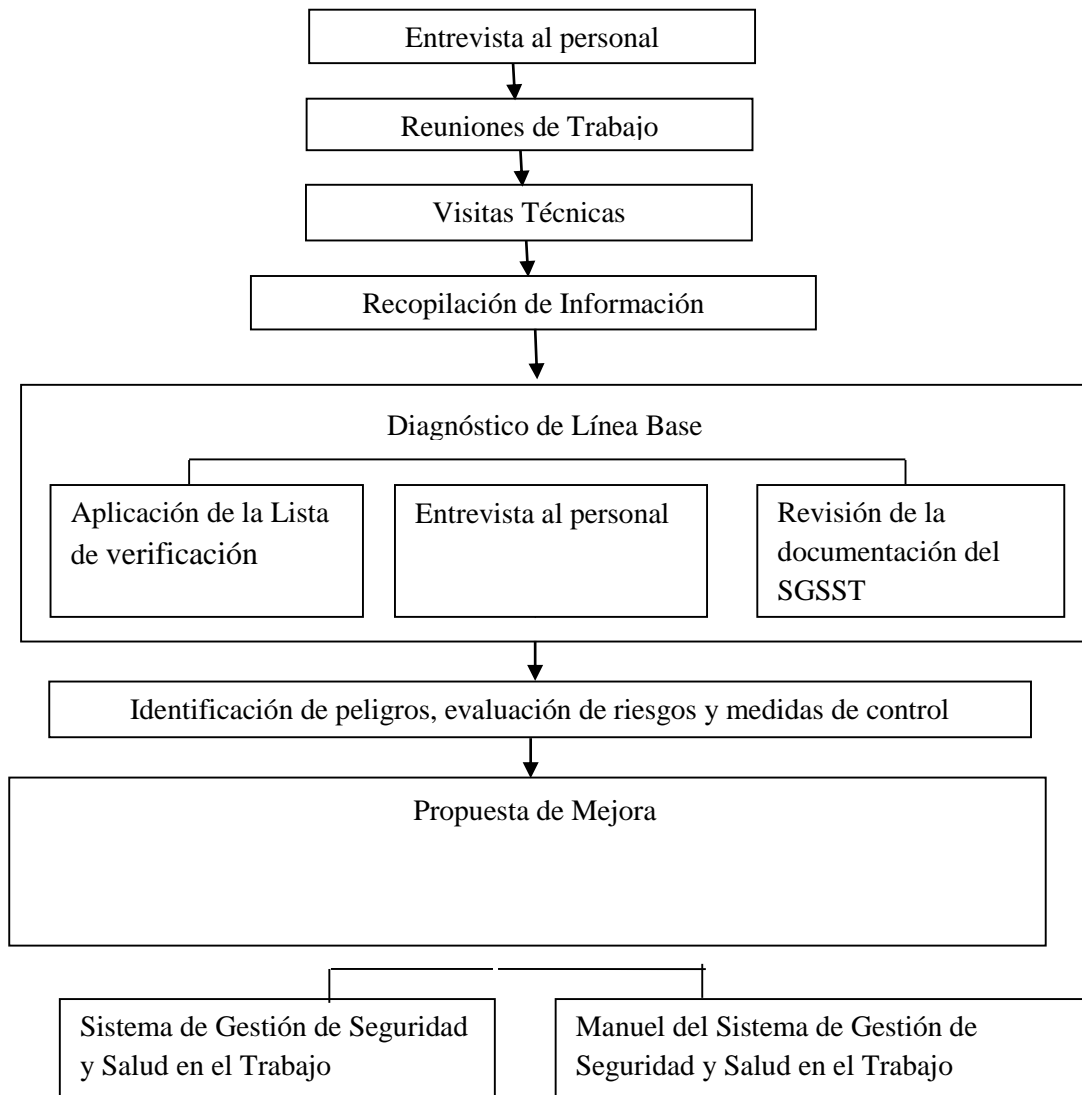 Entrevista al personal
Reuniones de Trabajo
Visitas Técnicas
Recopilación de Información
Diagnóstico de Línea Base
Aplicación de la Lista
de verificación
Entrevista al personal
Revisión de la
documentación del
SGSST
Identificación de peligros, evaluación de riesgos y medidas de control
Propuesta de Mejora
Sistema de Gestión de Seguridad
y Salud en el Trabajo
Manuel del Sistema de Gestión de
Seguridad y Salud en el Trabajo